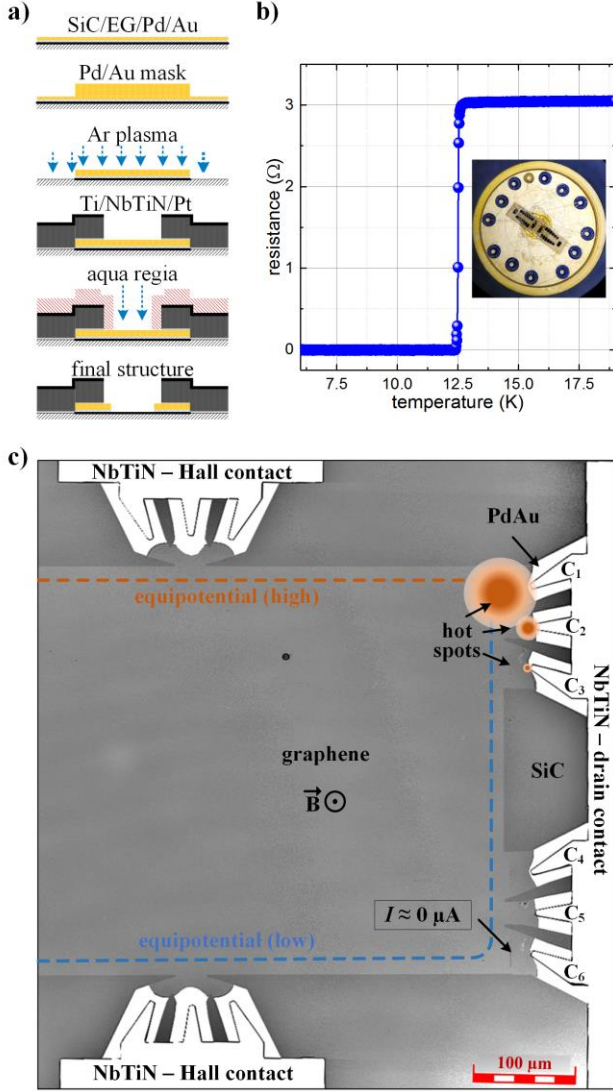 a)
SiC/EG/Pd/Au
Pd/Au mask
Ar plasma
Ti/NbTiN/Pt
aqua regia
final structure
b)
resistance (Ω)
3
2
1
0
7.5 10.0 12.5 15.0 17.5
temperature (K)
c)
NbTiN – Hall contact
PdAu
C1
equipotential (high)
C2
hot
spots
C3
NbTiN – drain contact
graphene
SiC
B
C4
I ≈ 0 µA
C5
equipotential (low)
C6
100 µm
NbTiN – Hall contact